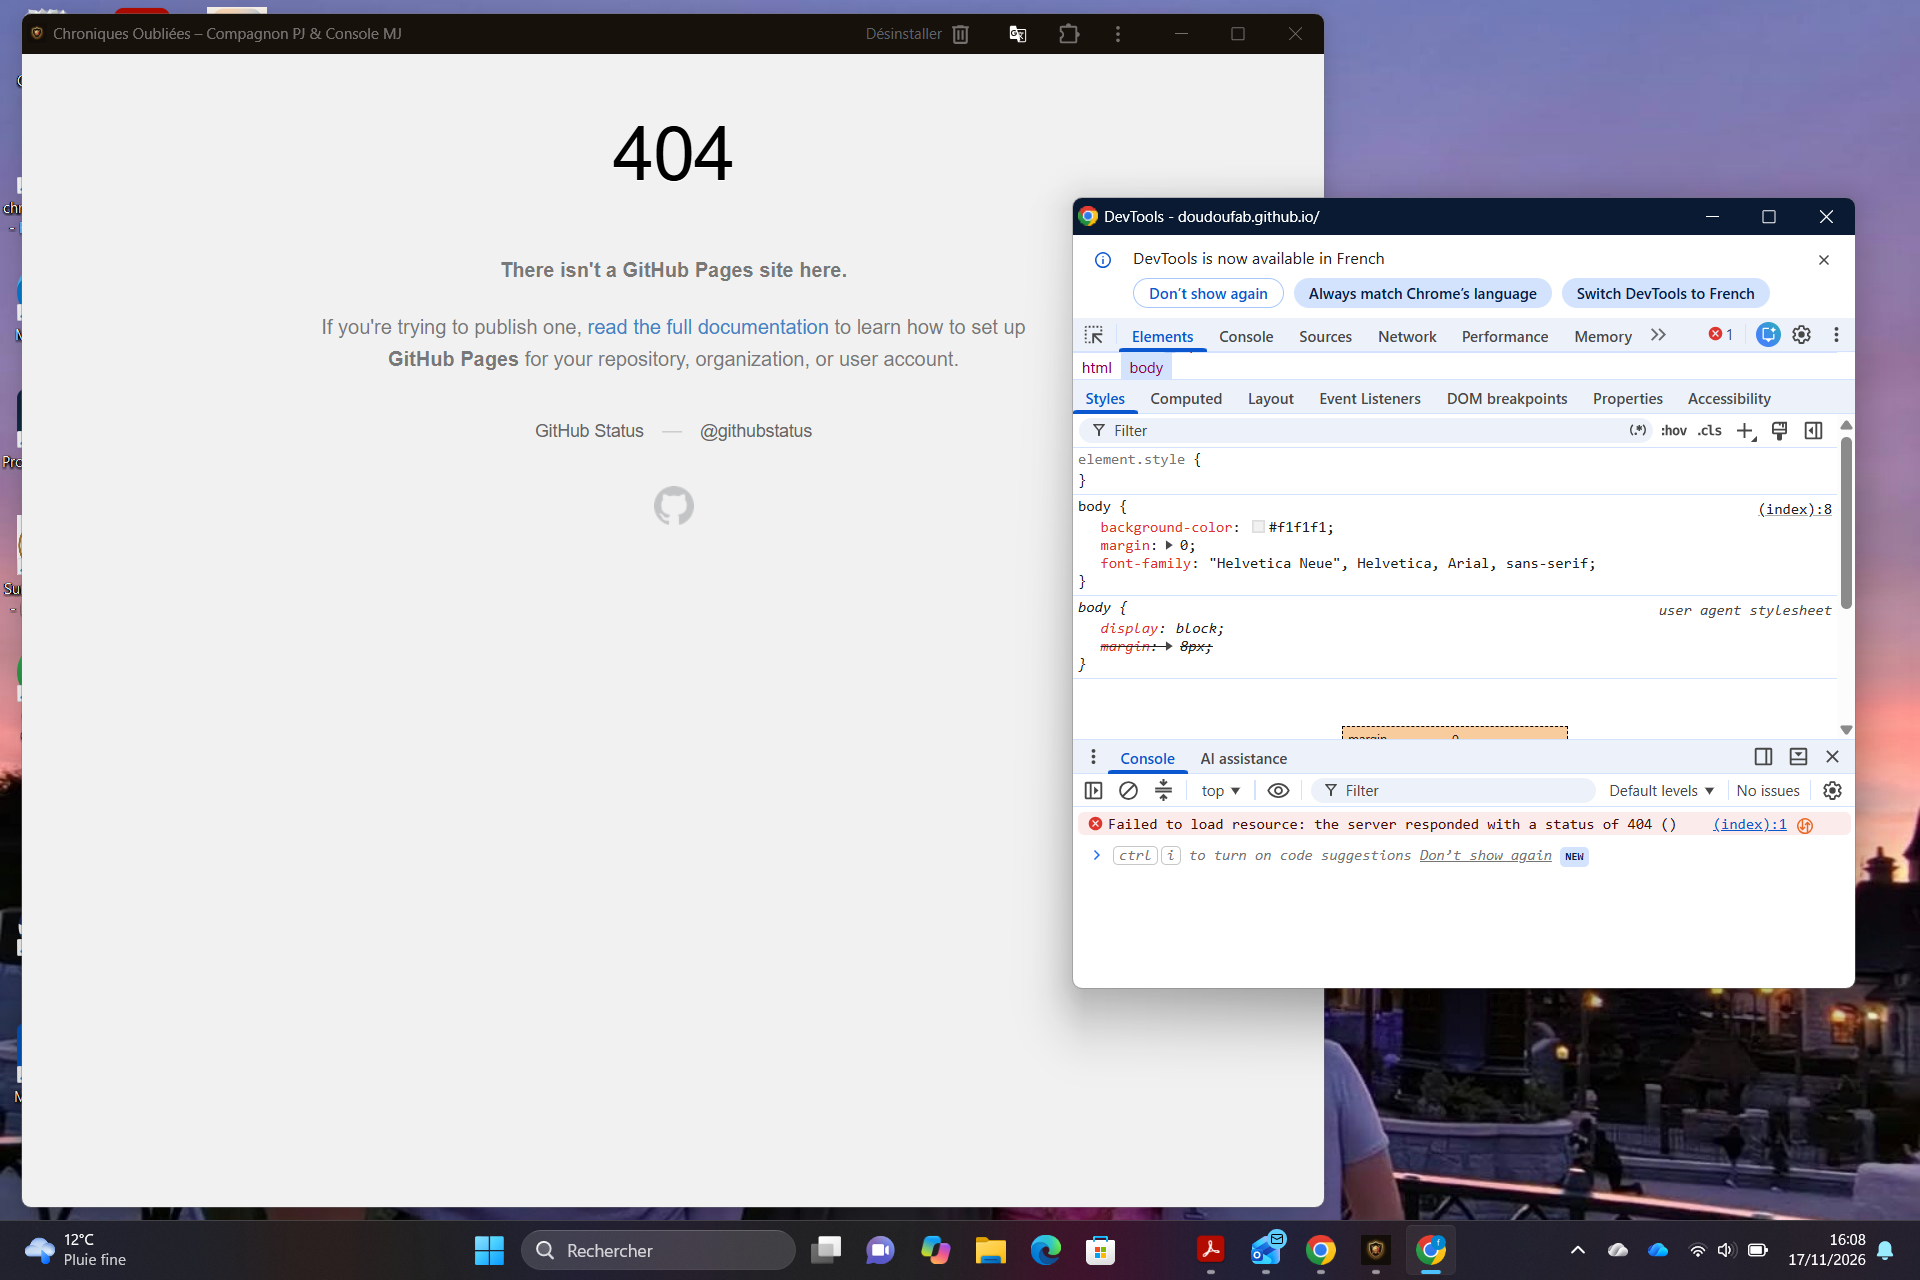 Chroniques Oubliées – Compagnon PJ & Console MJ
Désinstaller
404
There isn't a GitHub Pages site here.
If you're trying to publish one, read the full documentation to learn how to set up
GitHub Pages for your repository, organization, or user account.
GitHub Status — @githubstatus
DevTools - doudoufab.github.io/
DevTools is now available in French
Don't show again
Always match Chrome's language
Switch DevTools to French
Elements Console Sources Network Performance Memory 1
html body
Styles Computed Layout Event Listeners DOM breakpoints Properties Accessibility
Filter :hov .cls
element.style {
}
body { (index):8
background-color: #f1f1f1;
margin: 0;
font-family: "Helvetica Neue", Helvetica, Arial, sans-serif;
}
body { user agent stylesheet
display: block;
margin: 8px;
}
Console AI assistance
top Filter Default levels No issues
Failed to load resource: the server responded with a status of 404 () (index):1
ctrl i to turn on code suggestions Don't show again NEW
12°C
Pluie fine
Rechercher
16:08
17/11/2026